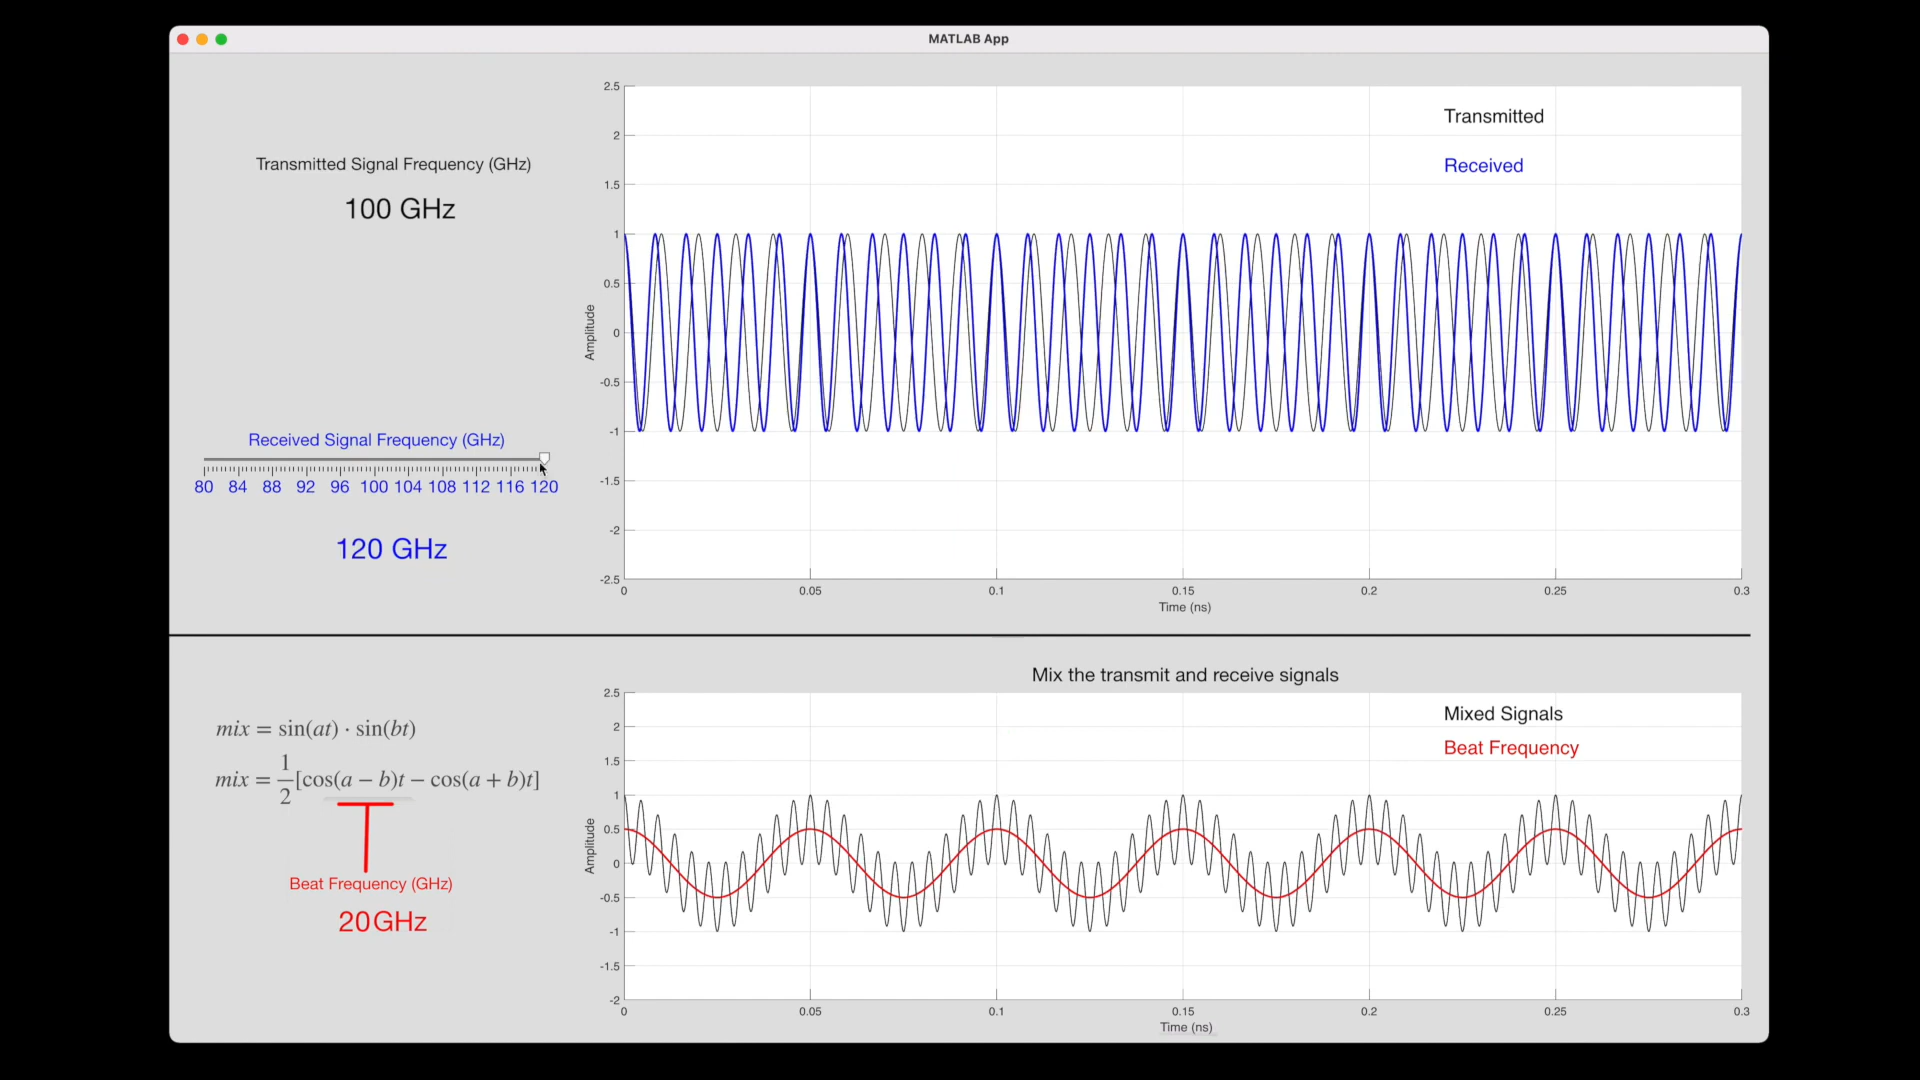 MATLAB App
Transmitted Signal Frequency (GHz)
100 GHz
Received Signal Frequency (GHz)
80 84 88 92 96 100 104 108 112 116 120
120 GHz
2.5
2
1.5
1
0.5
0
-0.5
-1
-1.5
-2
-2.5
Amplitude
Transmitted
Received
0 0.05 0.1 0.15 0.2 0.25 0.3
Time (ns)
mix = sin(at) · sin(bt)
mix = 1/2 [cos(a − b)t − cos(a + b)t]
Beat Frequency (GHz)
20GHz
Mix the transmit and receive signals
2.5
2
1.5
1
0.5
0
-0.5
-1
-1.5
-2
Amplitude
Mixed Signals
Beat Frequency
0 0.05 0.1 0.15 0.2 0.25 0.3
Time (ns)